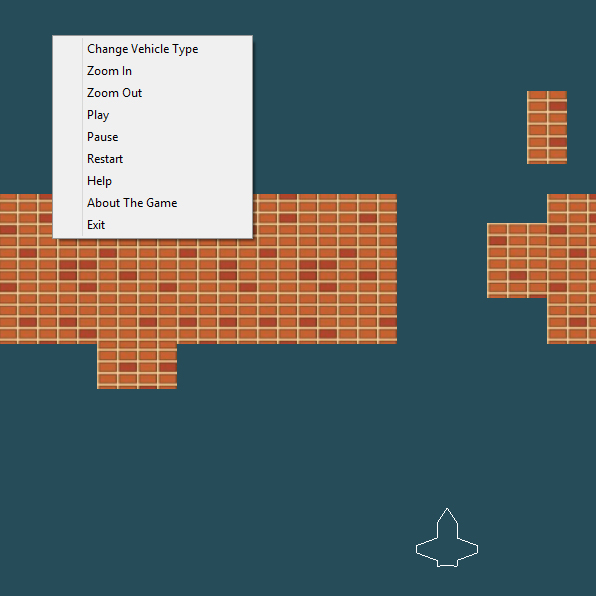 Change Vehicle Type
Zoom In
Zoom Out
Play
Pause
Restart
Help
About The Game
Exit